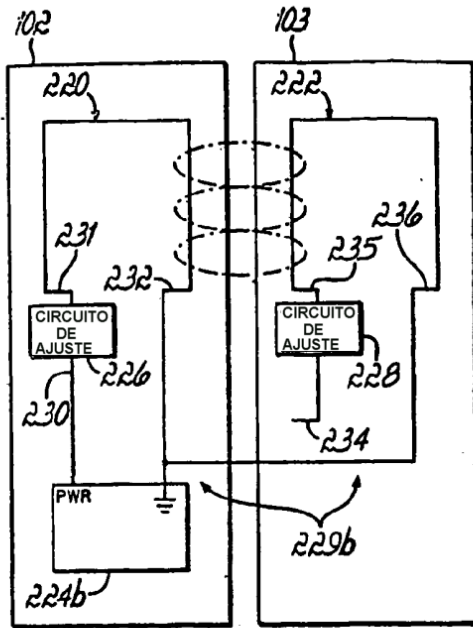 102
103
220
222
231
232
235
236
CIRCUITO
DE
AJUSTE
226
CIRCUITO
DE
AJUSTE
228
230
234
PWR
229b
224b